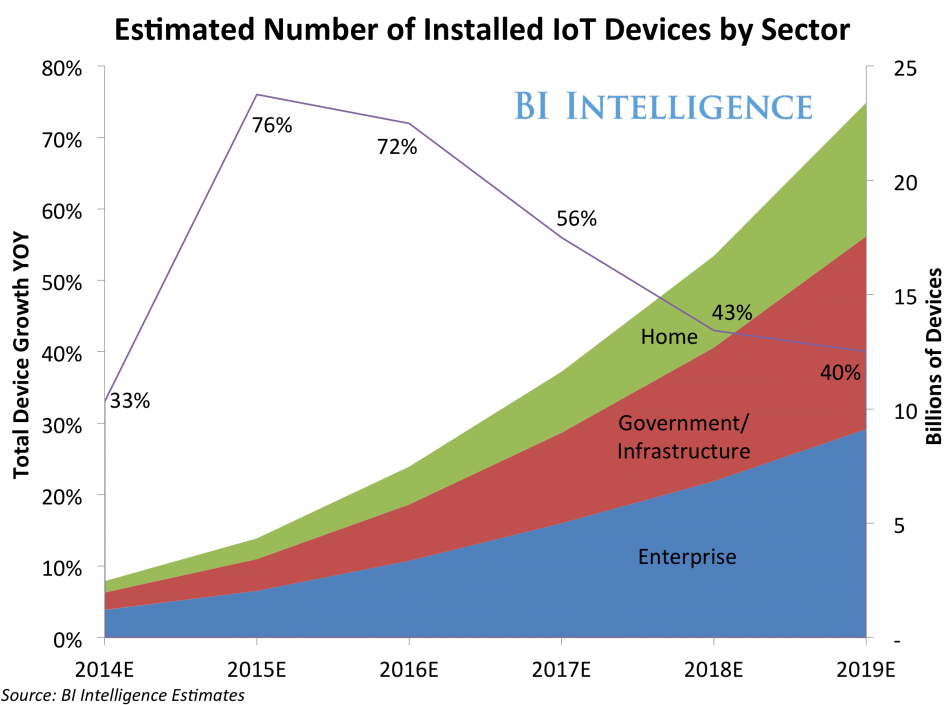 Estimated Number of Installed IoT Devices by Sector
80%
70%
60%
50%
40%
30%
20%
10%
0%
Total Device Growth YOY
25
20
15
10
5
-
Billions of Devices
BI INTELLIGENCE
33%
76%
72%
56%
43%
40%
Home
Government/
Infrastructure
Enterprise
2014E
2015E
2016E
2017E
2018E
2019E
Source: BI Intelligence Estimates